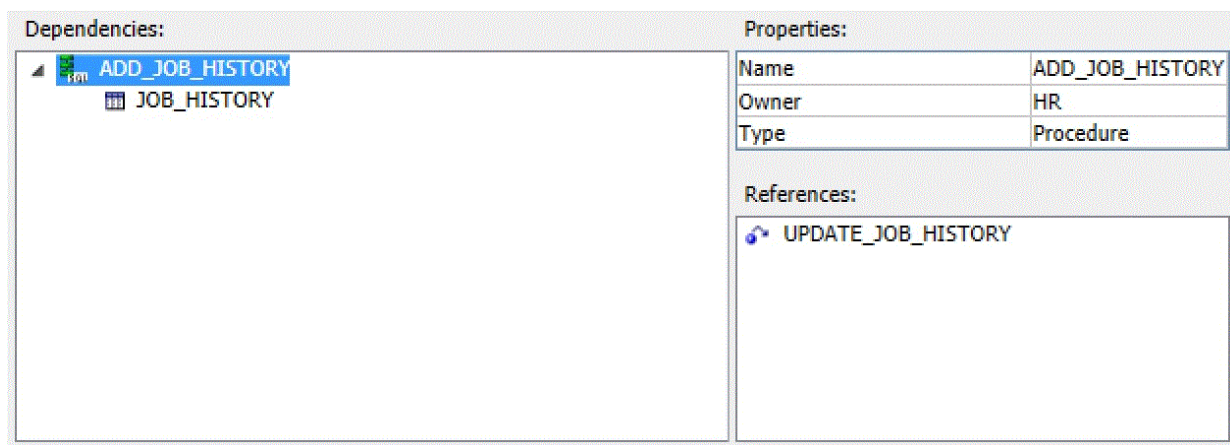 Dependencies:
ADD_JOB_HISTORY
JOB_HISTORY
Properties:
Name ADD_JOB_HISTORY
Owner HR
Type Procedure
References:
UPDATE_JOB_HISTORY